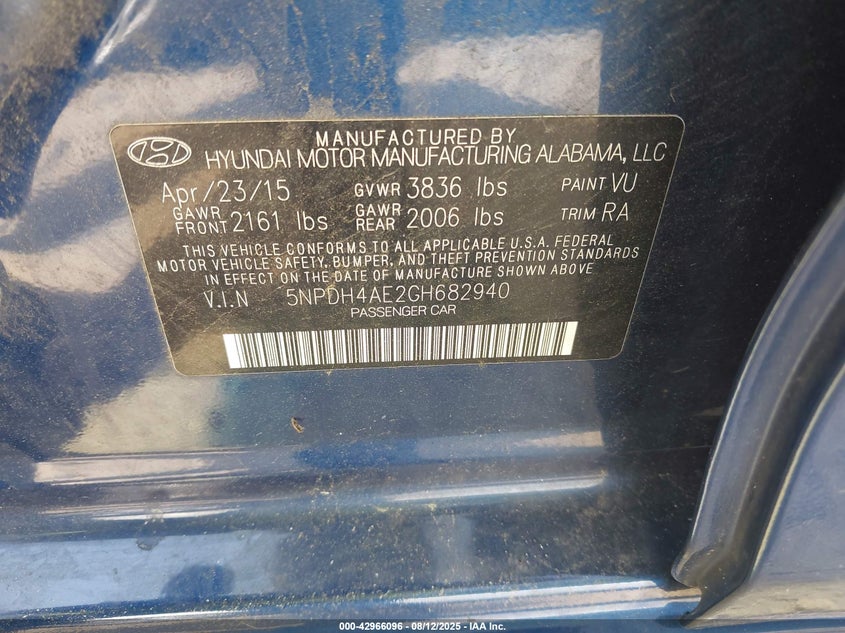 MANUFACTURED BY
HYUNDAI MOTOR MANUFACTURING ALABAMA, LLC
Apr/23/15 GVWR 3836 lbs PAINT VU
GAWR FRONT 2161 lbs GAWR REAR 2006 lbs TRIM RA
THIS VEHICLE CONFORMS TO ALL APPLICABLE U.S.A. FEDERAL
MOTOR VEHICLE SAFETY, BUMPER, AND THEFT PREVENTION STANDARDS
IN EFFECT ON THE DATE OF MANUFACTURE SHOWN ABOVE
V.I.N 5NPDH4AE2GH682940
PASSENGER CAR
000-42966096 - 08/12/2025 - IAA Inc.